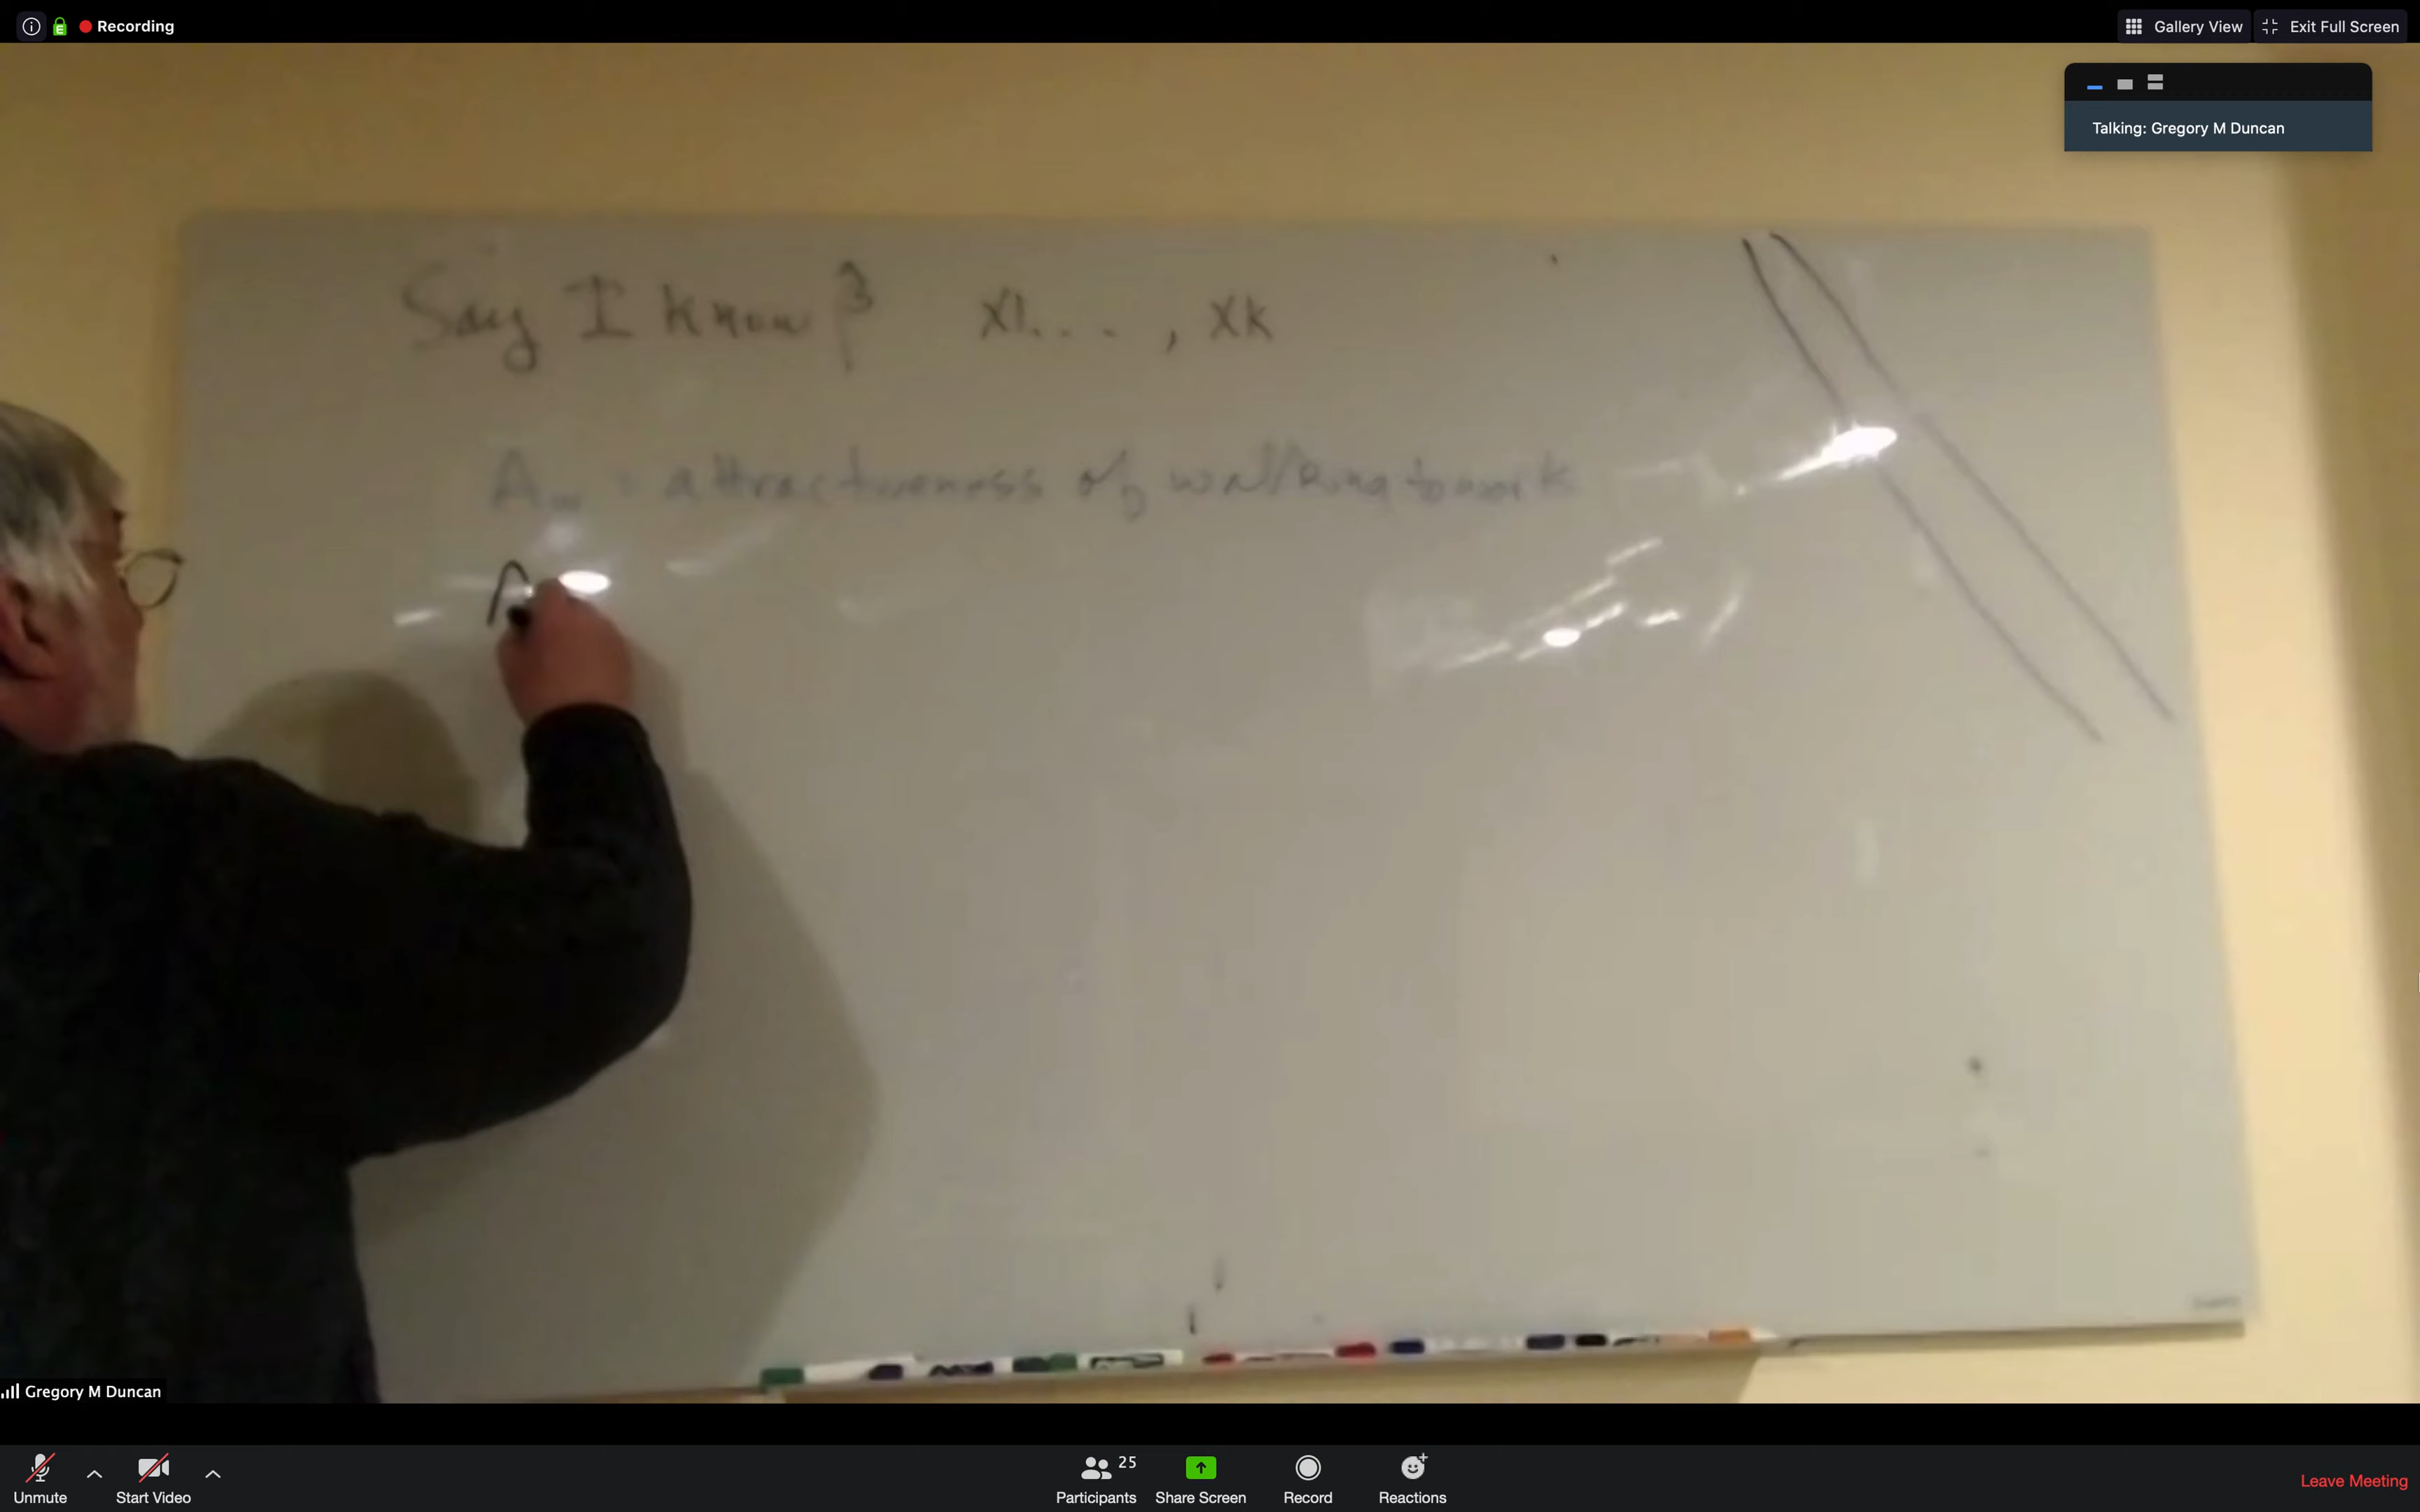 Recording
Gallery View
Exit Full Screen
Talking: Gregory M Duncan
Say I know β X1 . . . , XK
A = attractiveness of walking to work
A
Gregory M Duncan
Unmute
Start Video
25
Participants
Share Screen
Record
Reactions
Leave Meeting